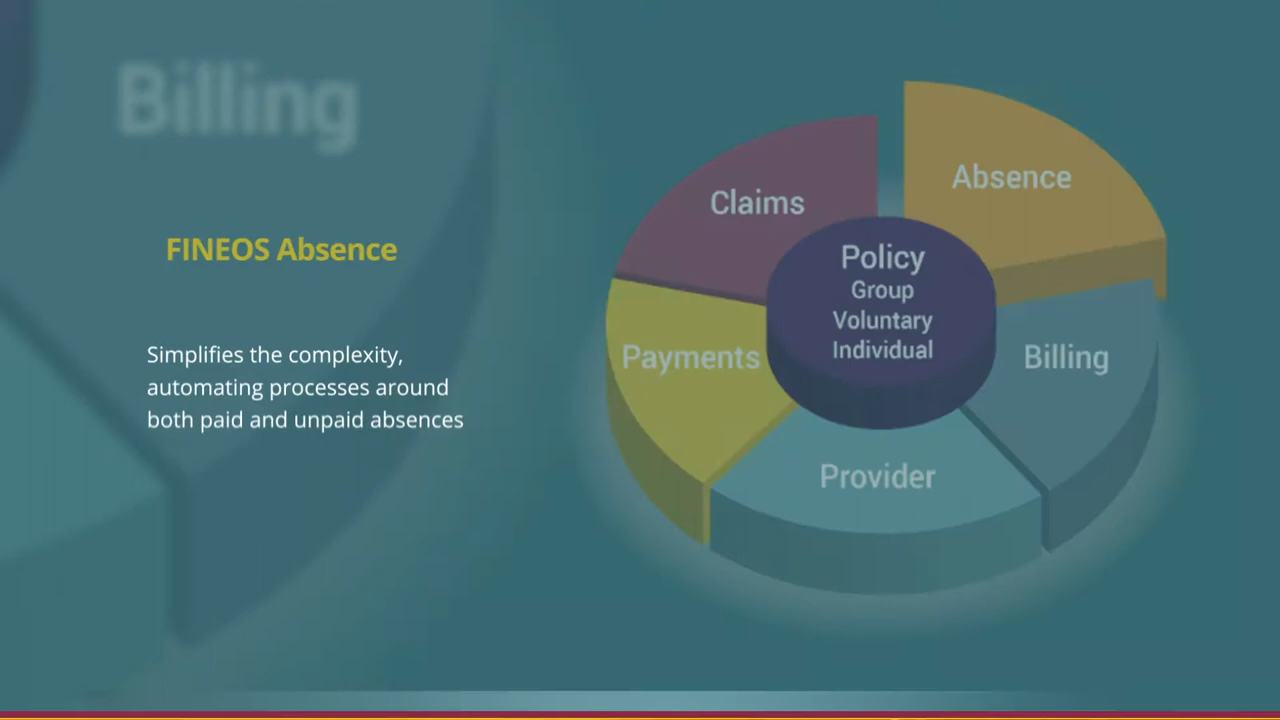 Billing
FINEOS Absence
Simplifies the complexity,
automating processes around
both paid and unpaid absences
Claims
Absence
Policy
Group
Voluntary
Individual
Payments
Billing
Provider